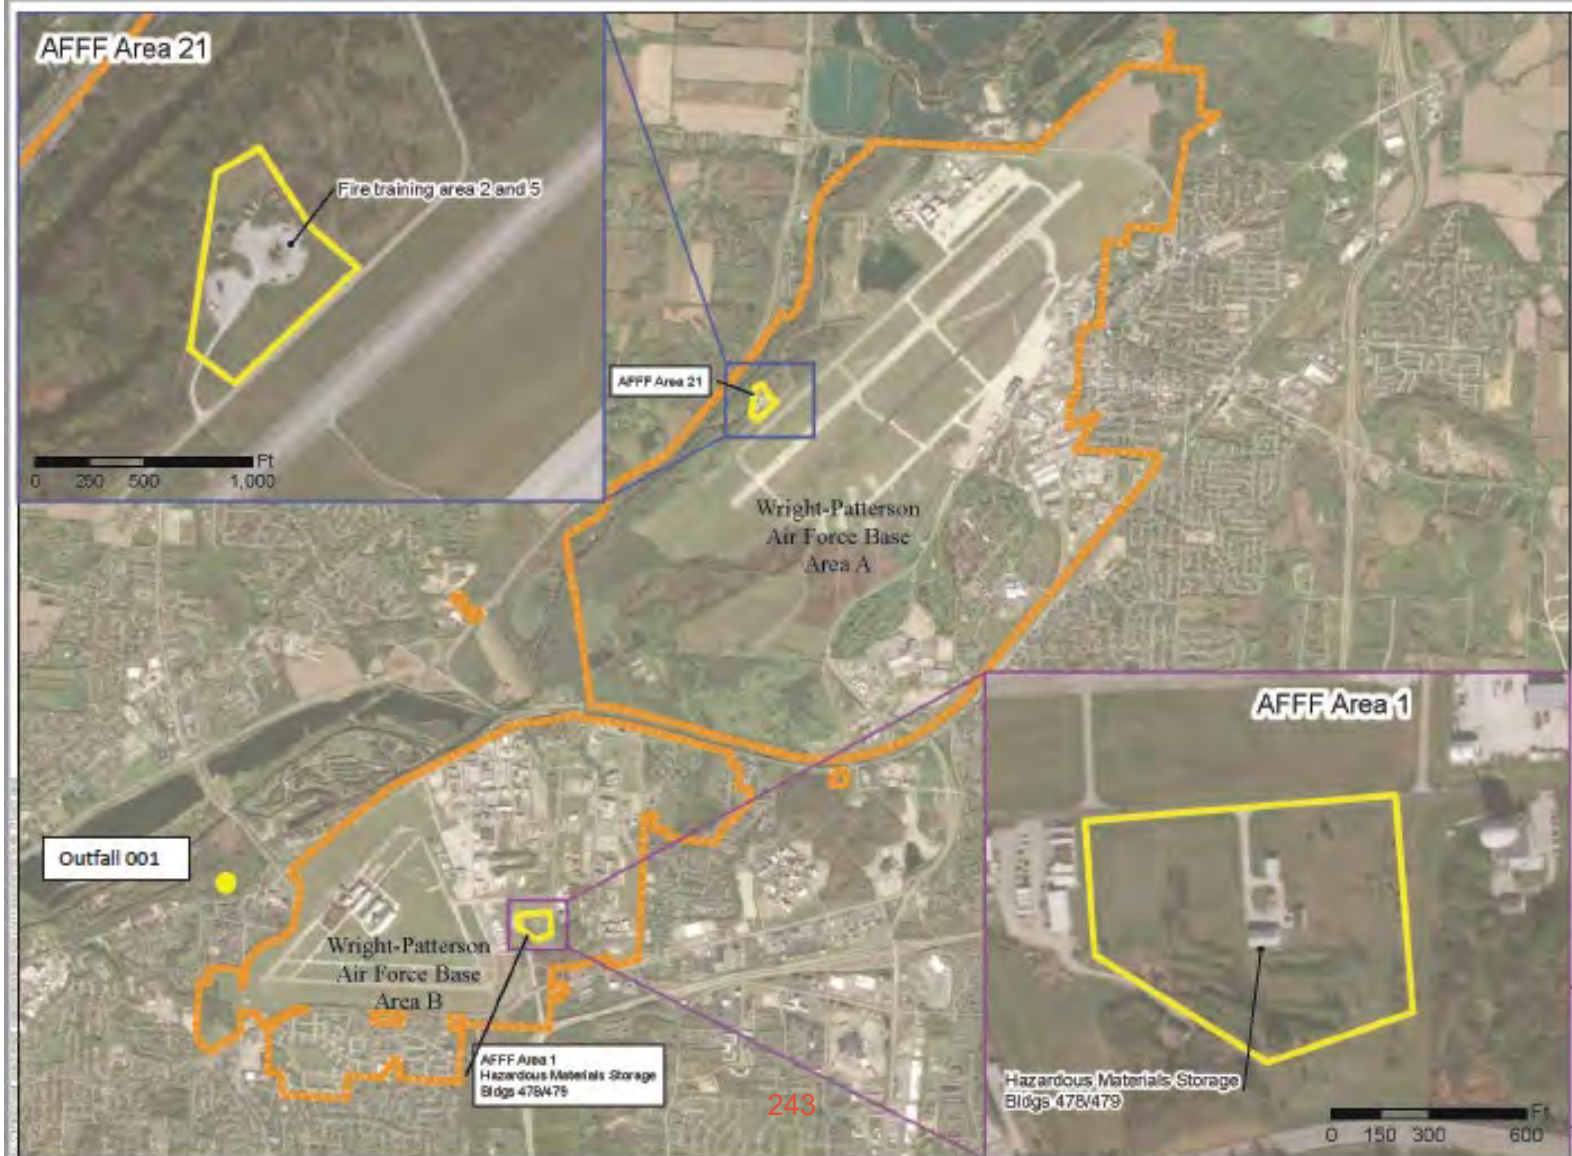 AFFF Area 21
Fire training area 2 and 5
Ft
0 250 500 1,000
AFFF Area 21
Wright-Patterson
Air Force Base
Area A
Outfall 001
Wright-Patterson
Air Force Base
Area B
AFFF Area 1
Hazardous Materials Storage
Bldgs 478/479
243
AFFF Area 1
Hazardous Materials Storage
Bldgs 478/479
Ft
0 150 300 600